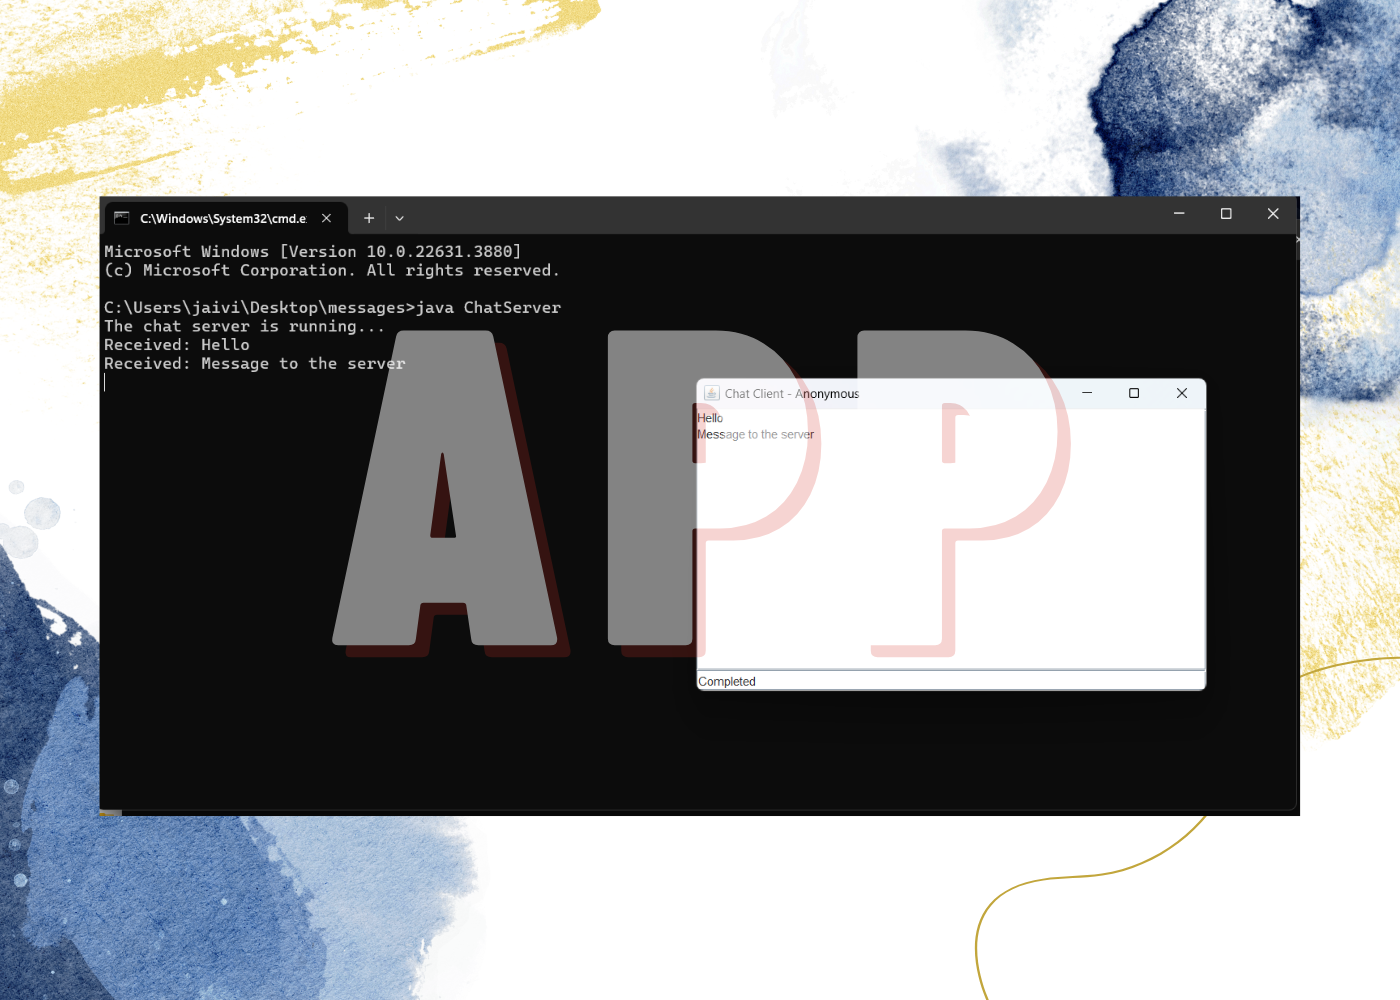 C:\Windows\System32\cmd.e
Microsoft Windows [Version 10.0.22631.3880]
(c) Microsoft Corporation. All rights reserved.
C:\Users\jaivi\Desktop\messages>java ChatServer
The chat server is running...
Received: Hello
Received: Message to the server
APP
Chat Client - Anonymous
Hello
Message to the server
Completed